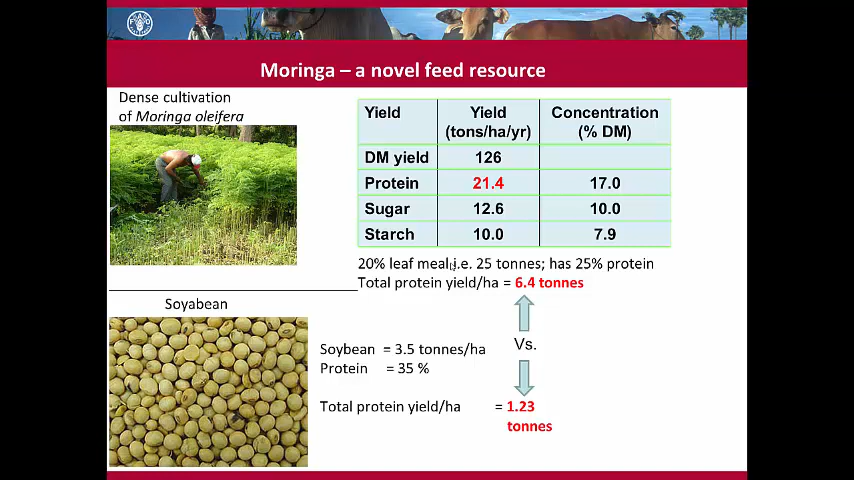 Moringa – a novel feed resource
Dense cultivation
of Moringa oleifera
Yield Yield (tons/ha/yr) Concentration (% DM)
DM yield 126
Protein 21.4 17.0
Sugar 12.6 10.0
Starch 10.0 7.9
20% leaf meal i.e. 25 tonnes; has 25% protein
Total protein yield/ha = 6.4 tonnes
Soyabean
Vs.
Soybean = 3.5 tonnes/ha
Protein = 35 %
Total protein yield/ha = 1.23
tonnes